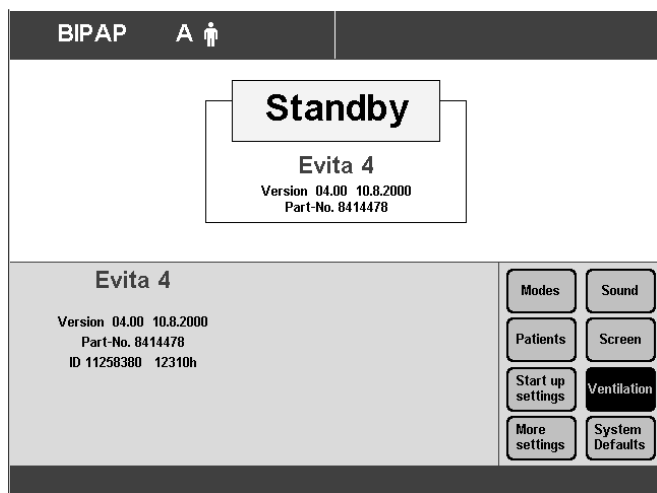 BIPAP A
Standby
Evita 4
Version 04.00 10.8.2000
Part-No. 8414478
Evita 4
Version 04.00 10.8.2000
Part-No. 8414478
ID 11258380 12310h
Modes
Sound
Patients
Screen
Start up
settings
Ventilation
More
settings
System
Defaults